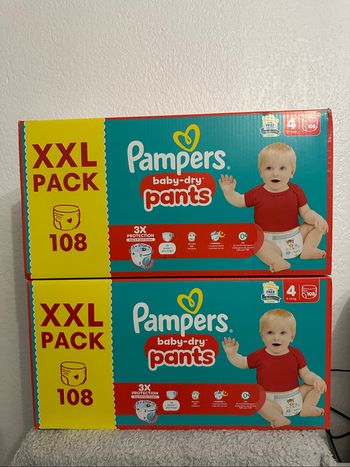 XXL
PACK
108
Pampers
baby-dry
pants
3X
PROTECTION
4
108
XXL
PACK
108
Pampers
baby-dry
pants
3X
PROTECTION
4
108